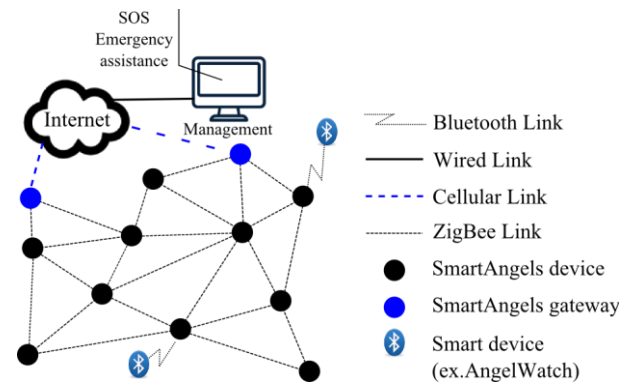 SOS
Emergency
assistance
Internet
Management
Bluetooth Link
Wired Link
Cellular Link
ZigBee Link
SmartAngels device
SmartAngels gateway
Smart device
(ex.AngelWatch)